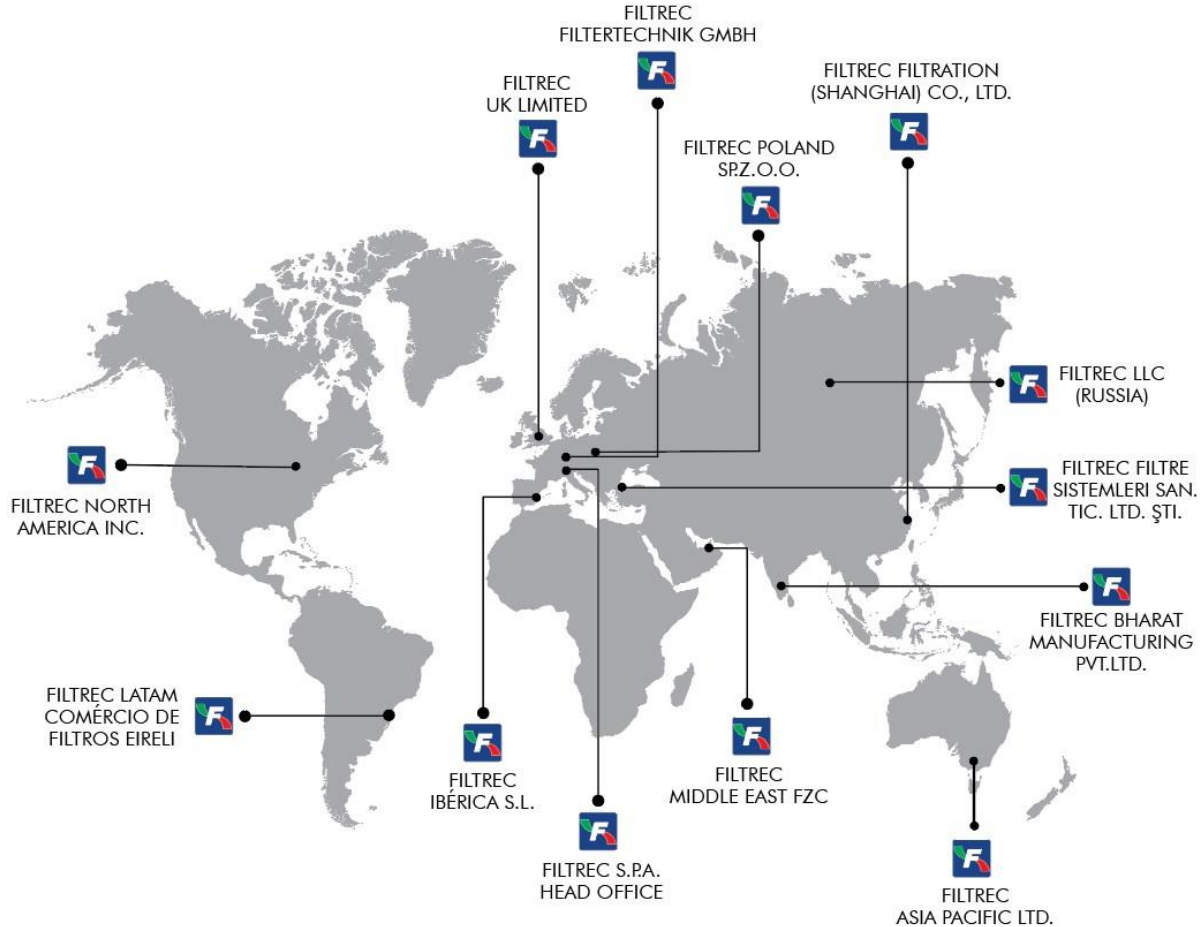 FILTREC
FILTERTECHNIK GMBH
FILTREC
UK LIMITED
FILTREC FILTRATION
(SHANGHAI) CO., LTD.
FILTREC POLAND
SP.Z.O.O.
FILTREC LLC
(RUSSIA)
FILTREC NORTH
AMERICA INC.
FILTREC FILTRE
SISTEMLERI SAN.
TIC. LTD. ŞTI.
FILTREC BHARAT
MANUFACTURING
PVT.LTD.
FILTREC LATAM
COMÉRCIO DE
FILTROS EIRELI
FILTREC
IBÉRICA S.L.
FILTREC
MIDDLE EAST FZC
FILTREC S.P.A.
HEAD OFFICE
FILTREC
ASIA PACIFIC LTD.
F
F
F
F
F
F
F
F
F
F
F
F